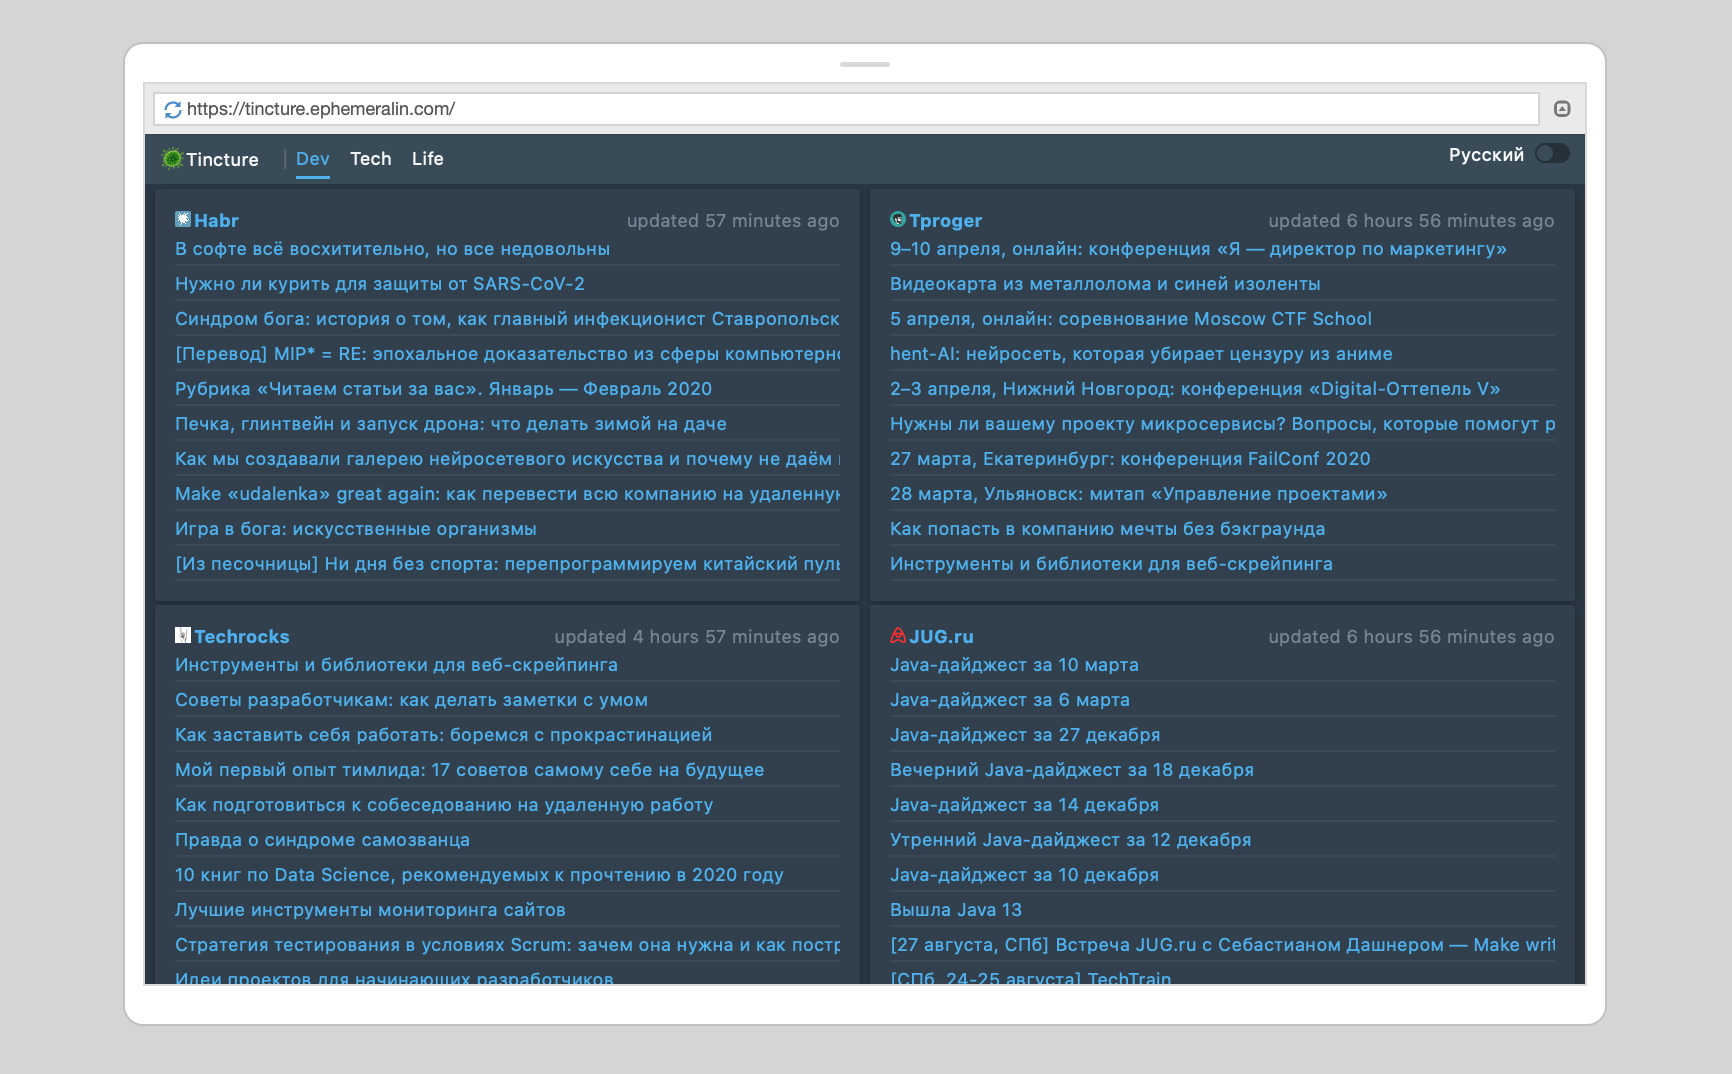 https://tincture.ephemeralin.com/
Tincture Dev Tech Life Русский
Habr updated 57 minutes ago
В софте всё восхитительно, но все недовольны
Нужно ли курить для защиты от SARS-CoV-2
Синдром бога: история о том, как главный инфекционист Ставропольск
[Перевод] MIP* = RE: эпохальное доказательство из сферы компьютерно
Рубрика «Читаем статьи за вас». Январь — Февраль 2020
Печка, глинтвейн и запуск дрона: что делать зимой на даче
Как мы создавали галерею нейросетевого искусства и почему не даём
Make «udalenka» great again: как перевести всю компанию на удаленную
Игра в бога: искусственные организмы
[Из песочницы] Ни дня без спорта: перепрограммируем китайский пуль
Tproger updated 6 hours 56 minutes ago
9–10 апреля, онлайн: конференция «Я — директор по маркетингу»
Видеокарта из металлолома и синей изоленты
5 апреля, онлайн: соревнование Moscow CTF School
hent-AI: нейросеть, которая убирает цензуру из аниме
2–3 апреля, Нижний Новгород: конференция «Digital-Оттепель V»
Нужны ли вашему проекту микросервисы? Вопросы, которые помогут р
27 марта, Екатеринбург: конференция FailConf 2020
28 марта, Ульяновск: митап «Управление проектами»
Как попасть в компанию мечты без бэкграунда
Инструменты и библиотеки для веб-скрейпинга
Techrocks updated 4 hours 57 minutes ago
Инструменты и библиотеки для веб-скрейпинга
Советы разработчикам: как делать заметки с умом
Как заставить себя работать: боремся с прокрастинацией
Мой первый опыт тимлида: 17 советов самому себе на будущее
Как подготовиться к собеседованию на удаленную работу
Правда о синдроме самозванца
10 книг по Data Science, рекомендуемых к прочтению в 2020 году
Лучшие инструменты мониторинга сайтов
Стратегия тестирования в условиях Scrum: зачем она нужна и как постр
Идеи проектов для начинающих разработчиков
JUG.ru updated 6 hours 56 minutes ago
Java-дайджест за 10 марта
Java-дайджест за 6 марта
Java-дайджест за 27 декабря
Вечерний Java-дайджест за 18 декабря
Java-дайджест за 14 декабря
Утренний Java-дайджест за 12 декабря
Java-дайджест за 10 декабря
Вышла Java 13
[27 августа, СПб] Встреча JUG.ru с Себастианом Дашнером — Make writ
[СПб, 24-25 августа] TechTrain